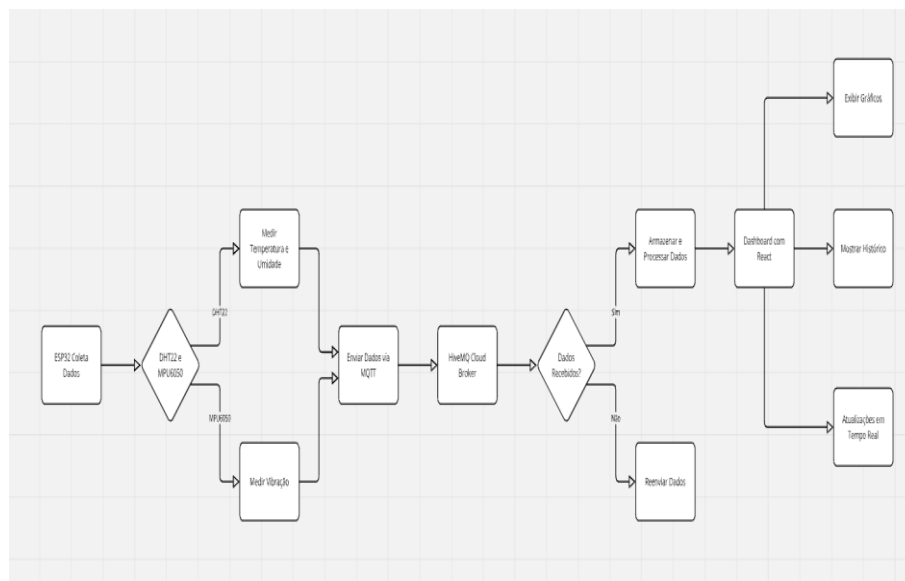 ESP32 Coleta
Dados
DHT22 e
MPU6050
DHT22
MPU6050
Medir
Temperatura e
Umidade
Medir Vibração
Enviar Dados via
MQTT
HiveMQ Cloud
Broker
Dados
Recebidos?
Sim
Não
Armazenar e
Processar Dados
Reenviar Dados
Dashboard com
React
Exibir Gráficos
Mostrar Histórico
Atualizações em
Tempo Real